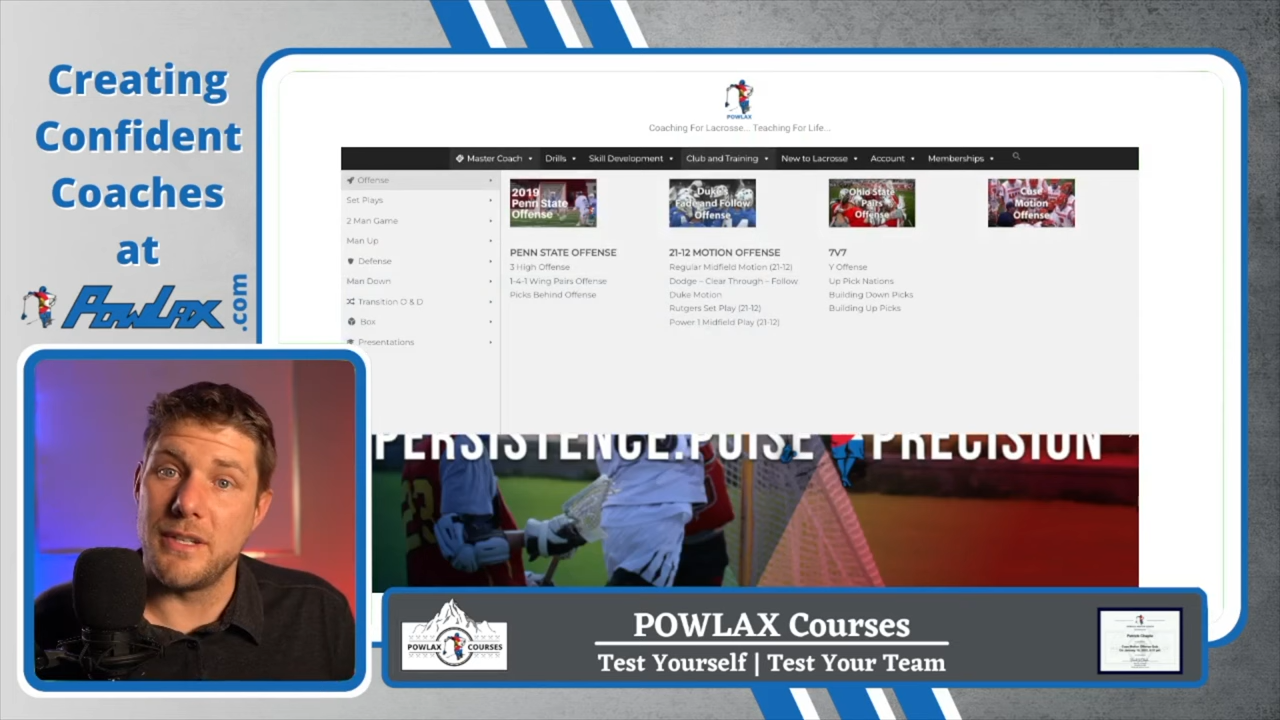 Creating
Confident
Coaches
at
POWLAX
.com
POWLAX
Coaching For Lacrosse... Teaching For Life...
Master Coach
Drills
Skill Development
Club and Training
New to Lacrosse
Account
Memberships
Offense
Set Plays
2 Man Game
Man Up
Defense
Man Down
Transition O & D
Box
Presentations
2019
Penn State
Offense
Duke's
Fade and Follow
Offense
Ohio State
Pairs
Offense
Cuse
Motion
Offense
PENN STATE OFFENSE
3 High Offense
1-4-1 Wing Pairs Offense
Picks Behind Offense
21-12 MOTION OFFENSE
Regular Midfield Motion (21-12)
Dodge – Clear Through – Follow
Duke Motion
Rutgers Set Play (21-12)
Power 1 Midfield Play (21-12)
7V7
Y Offense
Up Pick Nations
Building Down Picks
Building Up Picks
PERSISTENCE.POISE PRECISION
POWLAX COURSES
POWLAX Courses
Test Yourself | Test Your Team